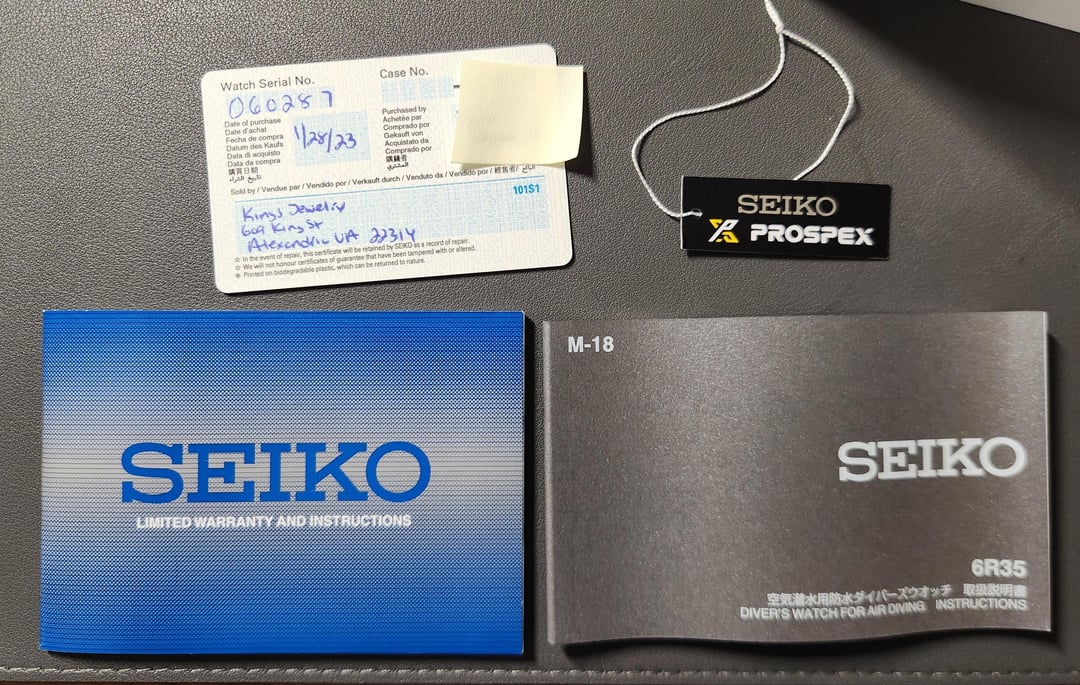 Watch Serial No.
Case No.
060287
Date of purchase
Date d'achat
Fecha de compra
Datum des Kaufs
Data di acquisto
Data da compra
購買日期
تاريخ الشراء
1/28/23
Purchased by
Achetée par
Comprado por
Gekauft von
Acquistato da
Comprado por
購買者
المشتري
Sold by / Vendue par / Vendido por / Verkauft durch / Venduto da / Vendido por / 經售者 / البائع
101S1
Kings Jewelry
609 King St
Alexandria VA 22314
☆ In the event of repair, this certificate will be retained by SEIKO as a record of repair.
☆ We will not honour certificates of guarantee that have been tampered with or altered.
Printed on biodegradable plastic, which can be returned to nature.
SEIKO
PROSPEX
SEIKO
LIMITED WARRANTY AND INSTRUCTIONS
M-18
SEIKO
6R35
空気潜水用防水ダイバーズウオッチ 取扱説明書
DIVER'S WATCH FOR AIR DIVING INSTRUCTIONS